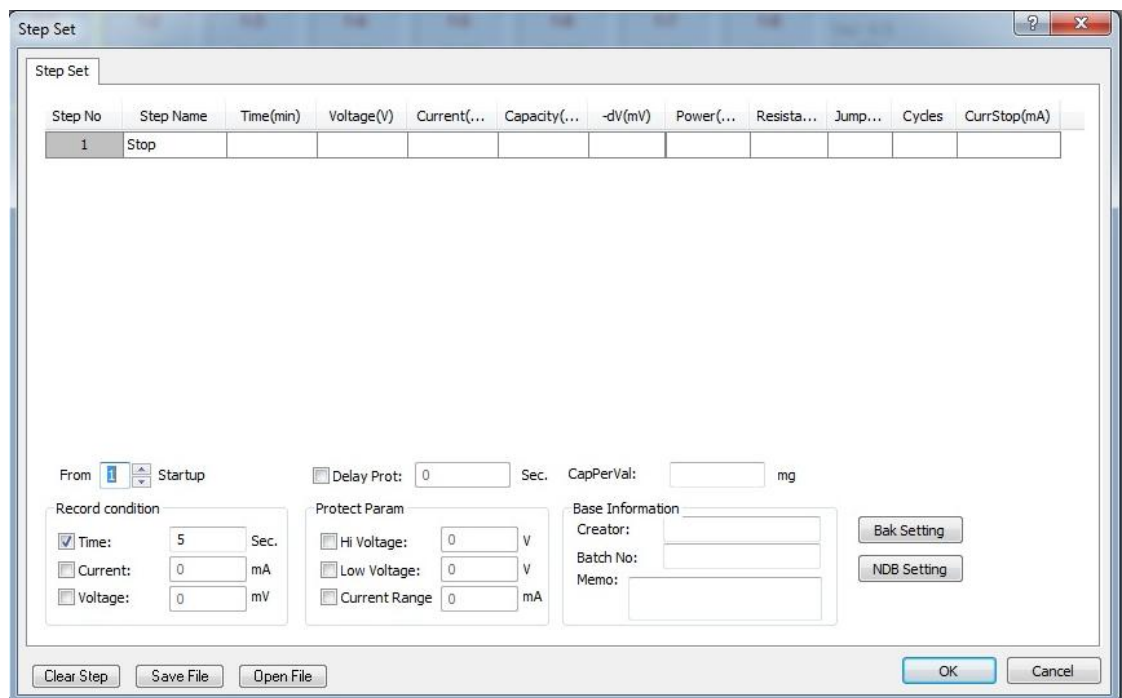 Step Set
Step Set
Step No Step Name Time(min) Voltage(V) Current(... Capacity(... -dV(mV) Power(... Resista... Jump... Cycles CurrStop(mA)
1 Stop
From 1 Startup Delay Prot: 0 Sec. CapPerVal: mg
Record condition Protect Param Base Information
Creator:
Time: 5 Sec. Hi Voltage: 0 V Bak Setting
Batch No:
Current: 0 mA Low Voltage: 0 V NDB Setting
Memo:
Voltage: 0 mV Current Range 0 mA
Clear Step Save File Open File OK Cancel